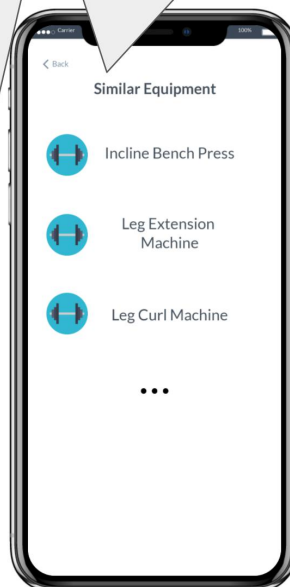 Carrier
100%
Back
Similar Equipment
Incline Bench Press
Leg Extension
Machine
Leg Curl Machine
...